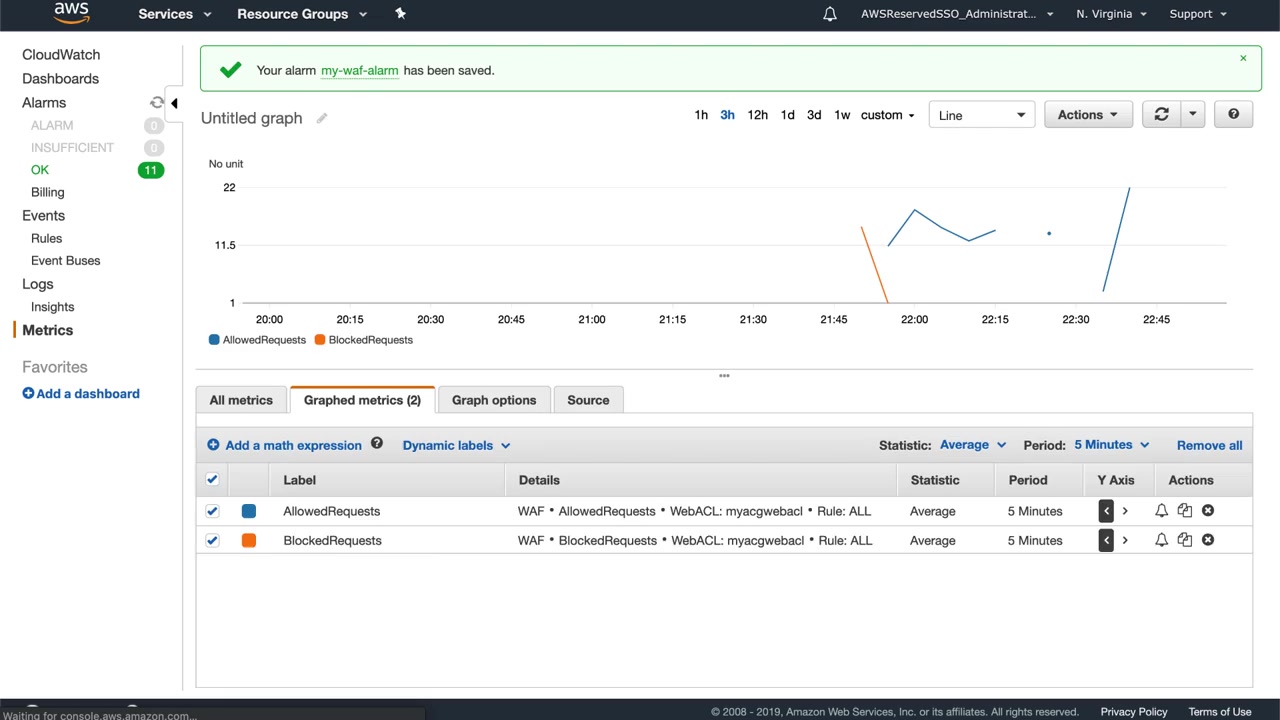 aws Services Resource Groups AWSReservedSSO_Administrat... N. Virginia Support
CloudWatch
Dashboards
Alarms
ALARM 0
INSUFFICIENT 0
OK 11
Billing
Events
Rules
Event Buses
Logs
Insights
Metrics
Favorites
Add a dashboard
Your alarm my-waf-alarm has been saved.
Untitled graph
1h 3h 12h 1d 3d 1w custom Line Actions
No unit
22
11.5
1
20:00 20:15 20:30 20:45 21:00 21:15 21:30 21:45 22:00 22:15 22:30 22:45
AllowedRequests BlockedRequests
All metrics Graphed metrics (2) Graph options Source
Add a math expression Dynamic labels Statistic: Average Period: 5 Minutes Remove all
Label Details Statistic Period Y Axis Actions
AllowedRequests WAF • AllowedRequests • WebACL: myacgwebacl • Rule: ALL Average 5 Minutes
BlockedRequests WAF • BlockedRequests • WebACL: myacgwebacl • Rule: ALL Average 5 Minutes
Waiting for console.aws.amazon.com...
© 2008 - 2019, Amazon Web Services, Inc. or its affiliates. All rights reserved. Privacy Policy Terms of Use